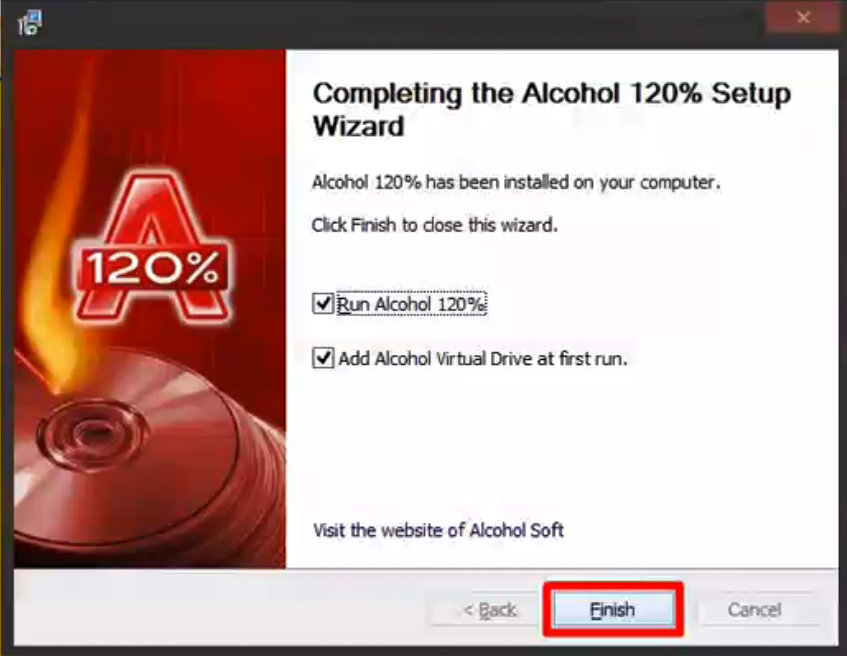 Completing the Alcohol 120% Setup
Wizard
Alcohol 120% has been installed on your computer.
Click Finish to close this wizard.
A
120%
Run Alcohol 120%
Add Alcohol Virtual Drive at first run.
Visit the website of Alcohol Soft
< Back
Finish
Cancel